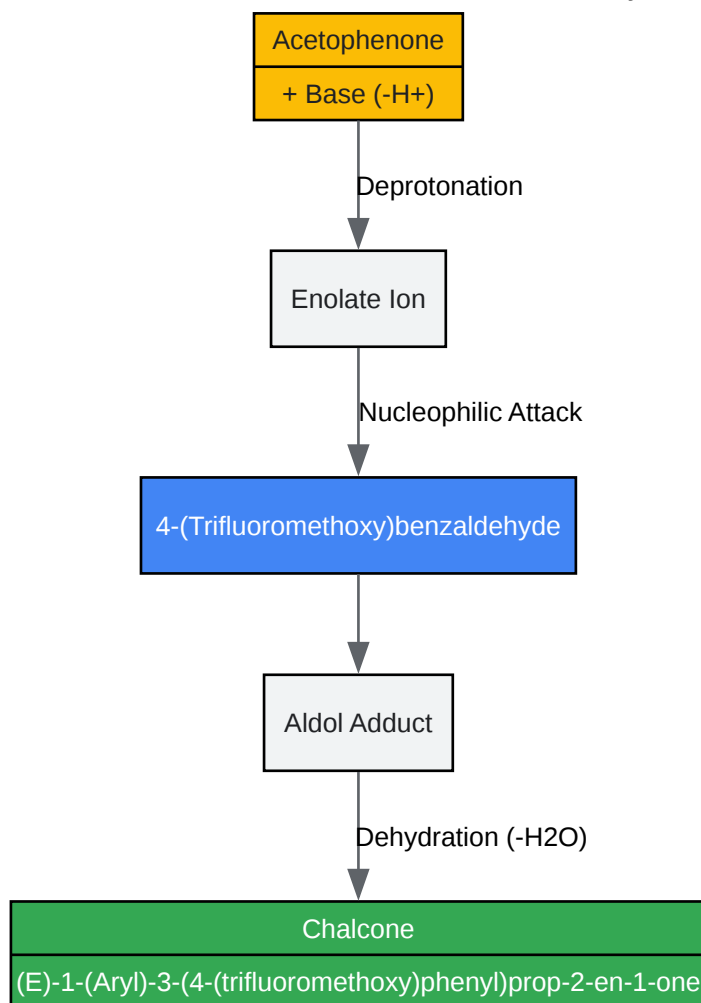 Acetophenone
+ Base (-H+)
Deprotonation
Enolate Ion
Nucleophilic Attack
4-(Trifluoromethoxy)benzaldehyde
Aldol Adduct
Dehydration (-H2O)
Chalcone
(E)-1-(Aryl)-3-(4-(trifluoromethoxy)phenyl)prop-2-en-1-one